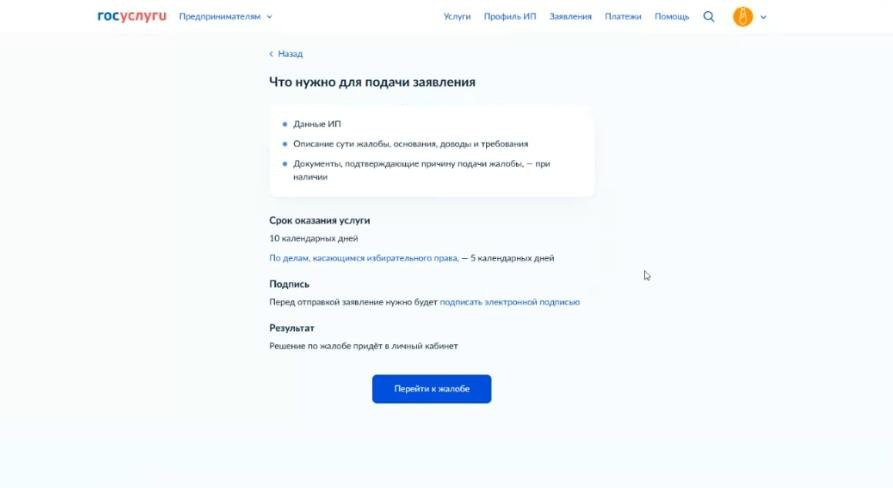 госуслуги Предпринимателям Услуги Профиль ИП Заявления Платежи Помощь
Назад
Что нужно для подачи заявления
Данные ИП
Описание сути жалобы, основания, доводы и требования
Документы, подтверждающие причину подачи жалобы, — при
наличии
Срок оказания услуги
10 календарных дней
По делам, касающимся избирательного права, — 5 календарных дней
Подпись
Перед отправкой заявление нужно будет подписать электронной подписью
Результат
Решение по жалобе придёт в личный кабинет
Перейти к жалобе